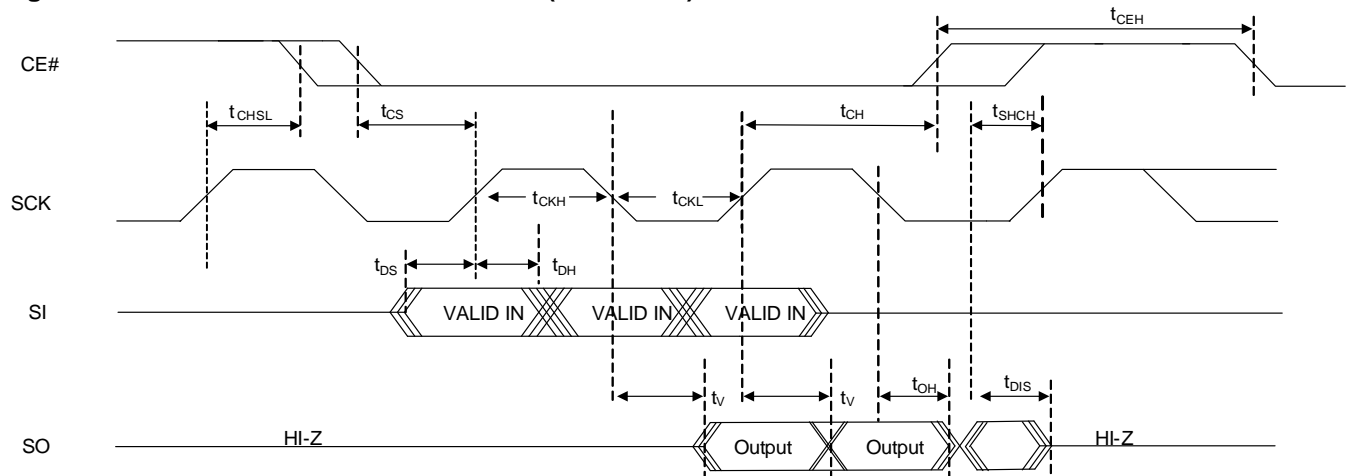 tCEH
CE#
tCHSL
tCS
tCH
tSHCH
SCK
tCKH
tCKL
tDS
tDH
SI
VALID IN
VALID IN
VALID IN
tV
tV
tOH
tDIS
SO
HI-Z
Output
Output
HI-Z